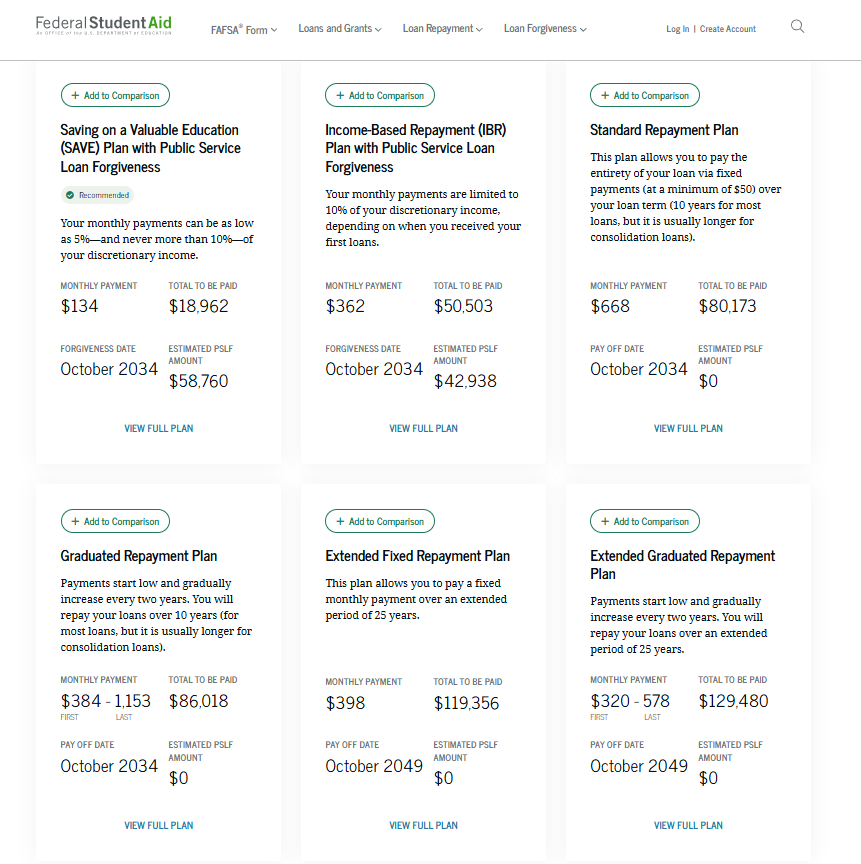 Federal Student Aid
An OFFICE of the U.S. DEPARTMENT of EDUCATION
FAFSA® Form
Loans and Grants
Loan Repayment
Loan Forgiveness
Log In | Create Account
+ Add to Comparison
Saving on a Valuable Education
(SAVE) Plan with Public Service
Loan Forgiveness
Recommended
Your monthly payments can be as low
as 5%—and never more than 10%—of
your discretionary income.
MONTHLY PAYMENT
$134
TOTAL TO BE PAID
$18,962
FORGIVENESS DATE
October 2034
ESTIMATED PSLF
AMOUNT
$58,760
VIEW FULL PLAN
+ Add to Comparison
Income-Based Repayment (IBR)
Plan with Public Service Loan
Forgiveness
Your monthly payments are limited to
10% of your discretionary income,
depending on when you received your
first loans.
MONTHLY PAYMENT
$362
TOTAL TO BE PAID
$50,503
FORGIVENESS DATE
October 2034
ESTIMATED PSLF
AMOUNT
$42,938
VIEW FULL PLAN
+ Add to Comparison
Standard Repayment Plan
This plan allows you to pay the
entirety of your loan via fixed
payments (at a minimum of $50) over
your loan term (10 years for most
loans, but it is usually longer for
consolidation loans).
MONTHLY PAYMENT
$668
TOTAL TO BE PAID
$80,173
PAY OFF DATE
October 2034
ESTIMATED PSLF
AMOUNT
$0
VIEW FULL PLAN
+ Add to Comparison
Graduated Repayment Plan
Payments start low and gradually
increase every two years. You will
repay your loans over 10 years (for
most loans, but it is usually longer for
consolidation loans).
MONTHLY PAYMENT
$384 - 1,153
FIRST LAST
TOTAL TO BE PAID
$86,018
PAY OFF DATE
October 2034
ESTIMATED PSLF
AMOUNT
$0
VIEW FULL PLAN
+ Add to Comparison
Extended Fixed Repayment Plan
This plan allows you to pay a fixed
monthly payment over an extended
period of 25 years.
MONTHLY PAYMENT
$398
TOTAL TO BE PAID
$119,356
PAY OFF DATE
October 2049
ESTIMATED PSLF
AMOUNT
$0
VIEW FULL PLAN
+ Add to Comparison
Extended Graduated Repayment
Plan
Payments start low and gradually
increase every two years. You will
repay your loans over an extended
period of 25 years.
MONTHLY PAYMENT
$320 - 578
FIRST LAST
TOTAL TO BE PAID
$129,480
PAY OFF DATE
October 2049
ESTIMATED PSLF
AMOUNT
$0
VIEW FULL PLAN